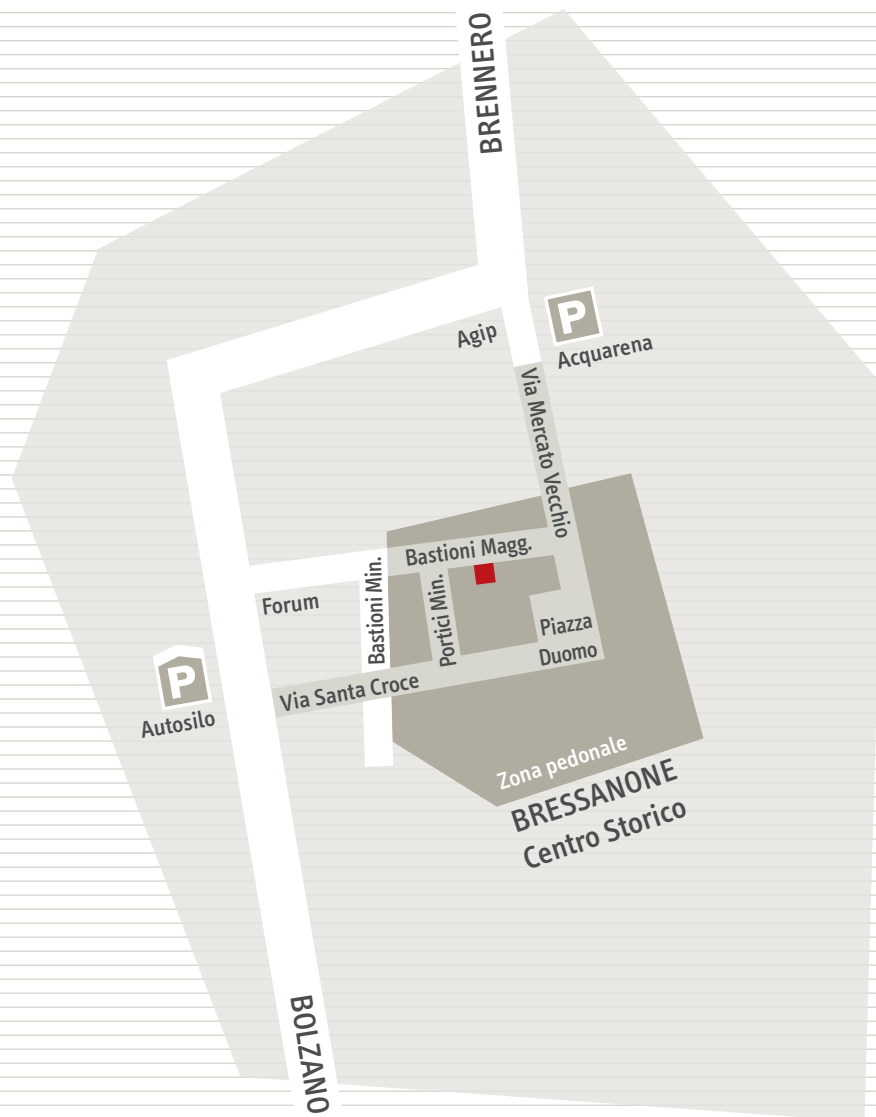 BRENNERO
P
Agip
Acquarena
Via Mercato Vecchio
Bastioni Magg.
Bastioni Min.
Portici Min.
Forum
Piazza
Duomo
P
Via Santa Croce
Autosilo
Zona pedonale
BRESSANONE
Centro Storico
BOLZANO